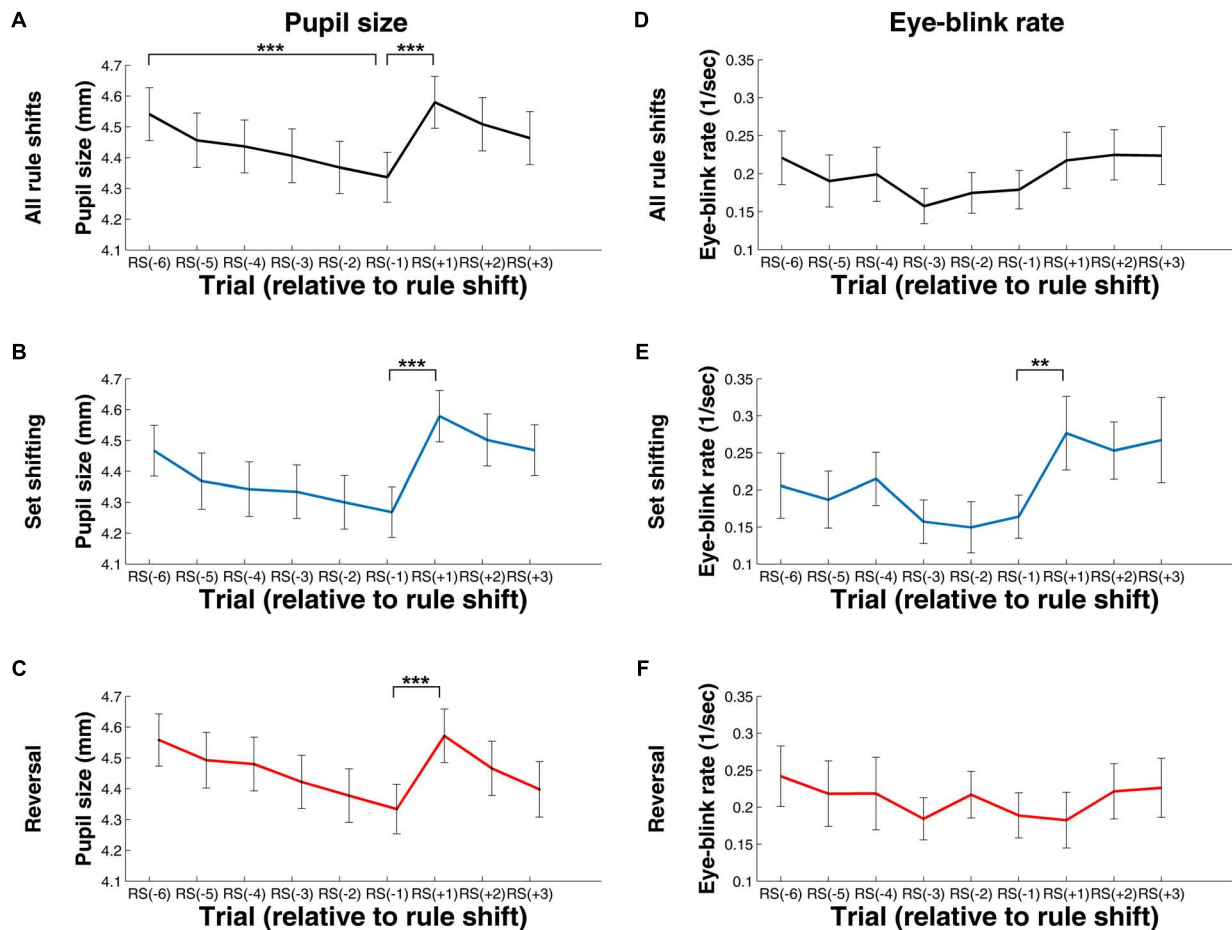 A
Pupil size
***
***
All rule shifts
Pupil size (mm)
4.7
4.6
4.5
4.4
4.3
4.2
4.1
RS(-6) RS(-5) RS(-4) RS(-3) RS(-2) RS(-1) RS(+1) RS(+2) RS(+3)
Trial (relative to rule shift)
D
Eye-blink rate
All rule shifts
Eye-blink rate (1/sec)
0.35
0.3
0.25
0.2
0.15
0.1
RS(-6) RS(-5) RS(-4) RS(-3) RS(-2) RS(-1) RS(+1) RS(+2) RS(+3)
Trial (relative to rule shift)
B
***
Set shifting
Pupil size (mm)
4.7
4.6
4.5
4.4
4.3
4.2
4.1
RS(-6) RS(-5) RS(-4) RS(-3) RS(-2) RS(-1) RS(+1) RS(+2) RS(+3)
Trial (relative to rule shift)
E
**
Set shifting
Eye-blink rate (1/sec)
0.35
0.3
0.25
0.2
0.15
0.1
RS(-6) RS(-5) RS(-4) RS(-3) RS(-2) RS(-1) RS(+1) RS(+2) RS(+3)
Trial (relative to rule shift)
C
***
Reversal
Pupil size (mm)
4.7
4.6
4.5
4.4
4.3
4.2
4.1
RS(-6) RS(-5) RS(-4) RS(-3) RS(-2) RS(-1) RS(+1) RS(+2) RS(+3)
Trial (relative to rule shift)
F
Reversal
Eye-blink rate (1/sec)
0.35
0.3
0.25
0.2
0.15
0.1
RS(-6) RS(-5) RS(-4) RS(-3) RS(-2) RS(-1) RS(+1) RS(+2) RS(+3)
Trial (relative to rule shift)